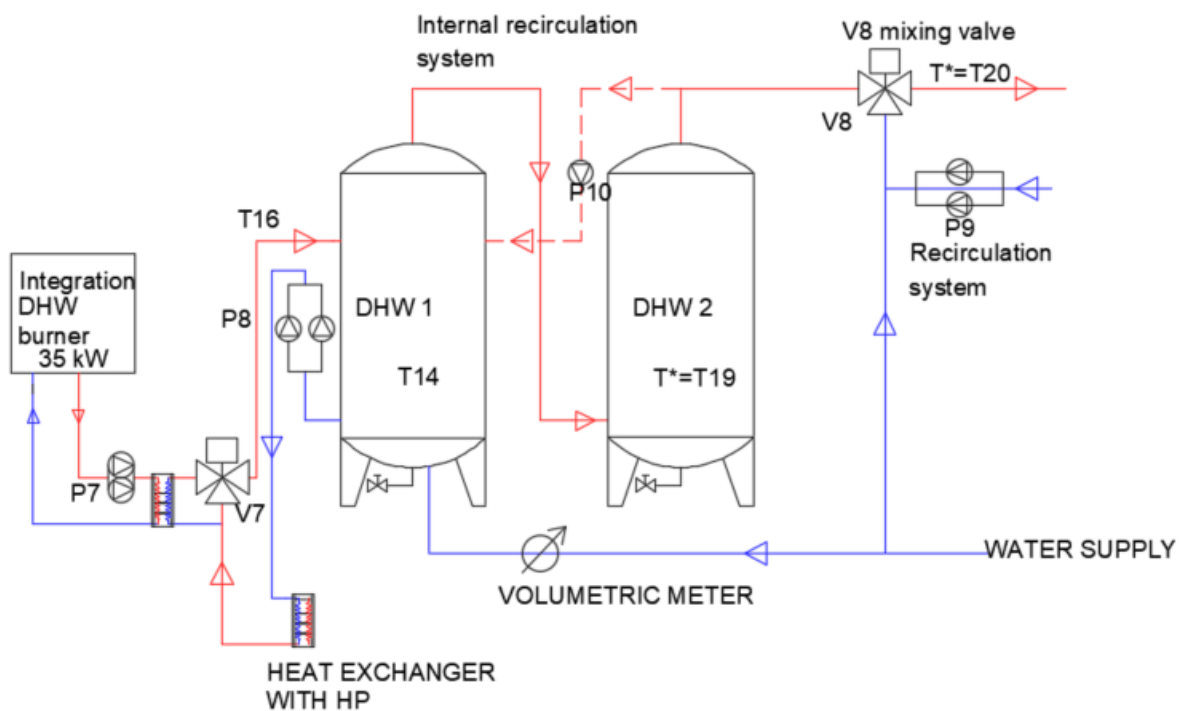 Internal recirculation
system
V8 mixing valve
T*=T20
V8
P10
P9
Recirculation
system
T16
Integration
DHW
burner
35 kW
P8
DHW 1
DHW 2
T14
T*=T19
P7
V7
WATER SUPPLY
VOLUMETRIC METER
HEAT EXCHANGER
WITH HP